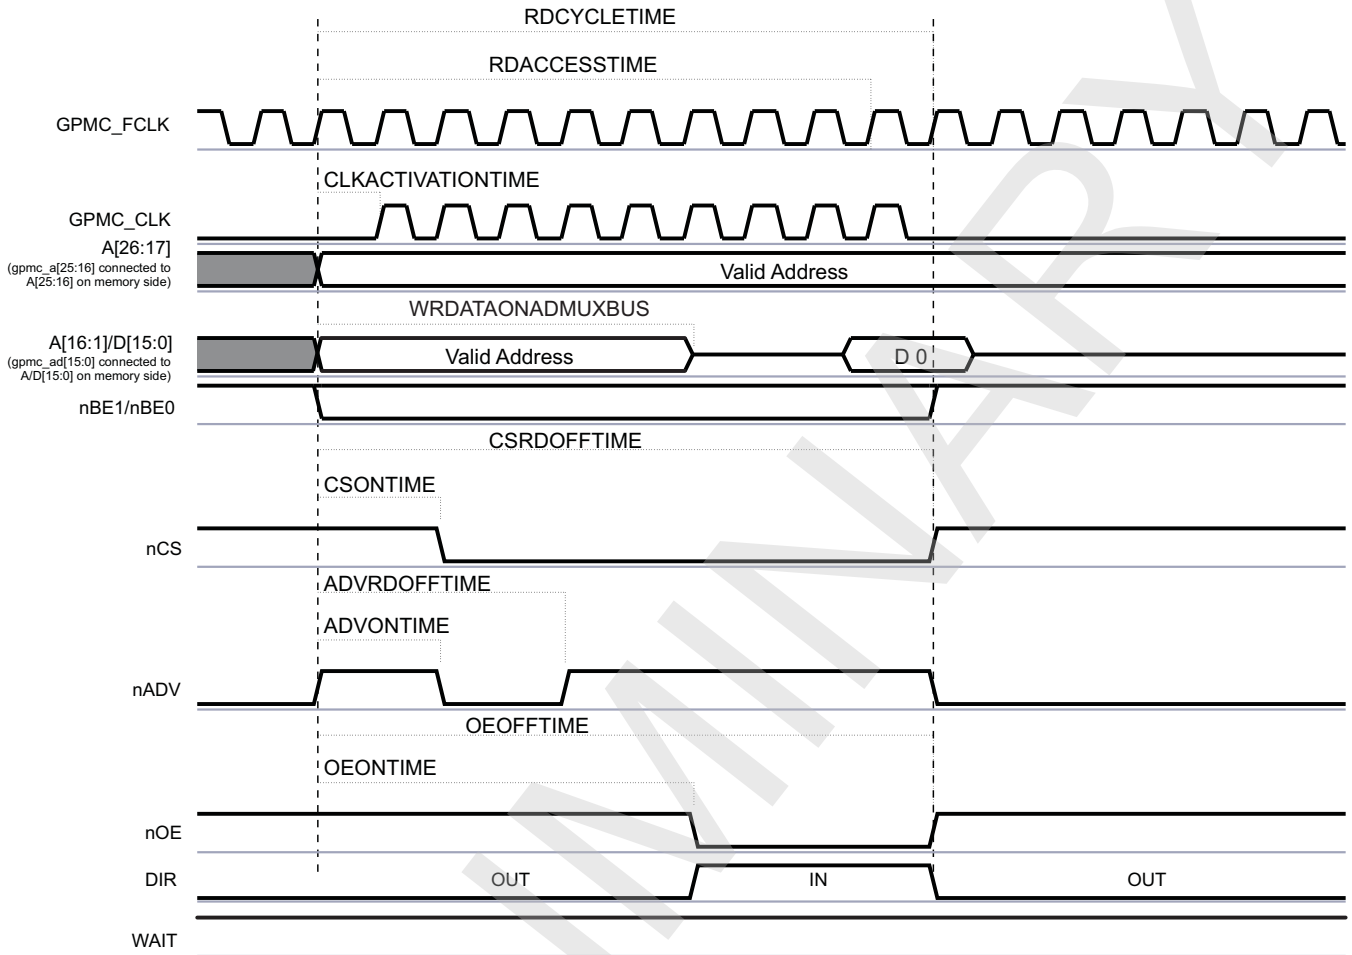 RDCYCLETIME
RDACCESSTIME
GPMC_FCLK
CLKACTIVATIONTIME
GPMC_CLK
A[26:17]
(gpmc_a[25:16] connected to
A[25:16] on memory side)
Valid Address
WRDATAONADMUXBUS
A[16:1]/D[15:0]
(gpmc_ad[15:0] connected to
A/D[15:0] on memory side)
Valid Address
D 0
nBE1/nBE0
CSRDOFFTIME
CSONTIME
nCS
ADVRDOFFTIME
ADVONTIME
nADV
OEOFFTIME
OEONTIME
nOE
DIR
OUT
IN
OUT
WAIT
IMINARY